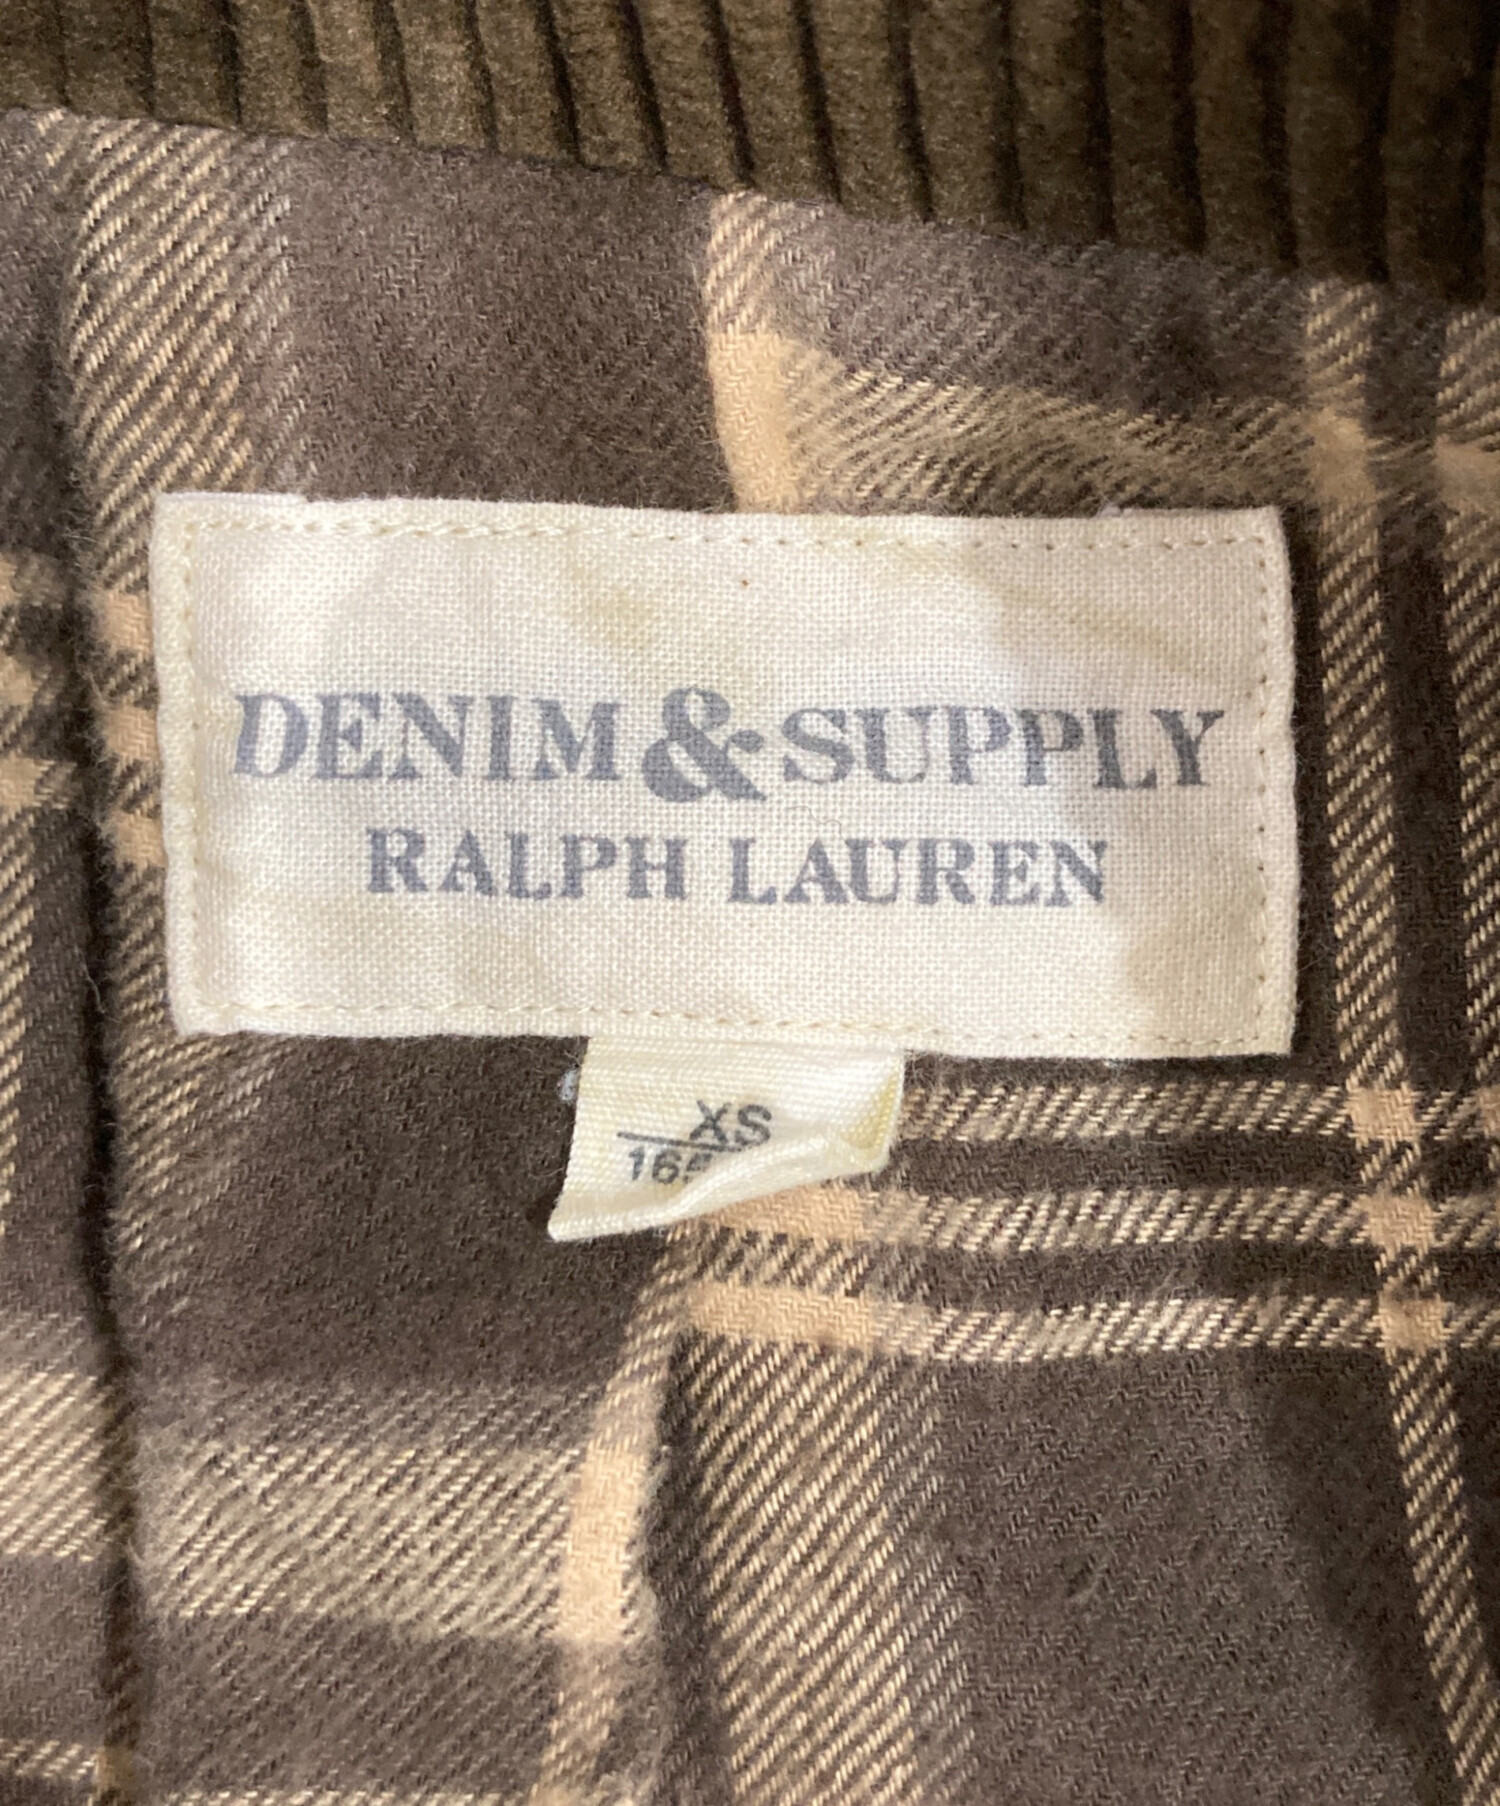 DENIM & SUPPLY
RALPH LAUREN
XS